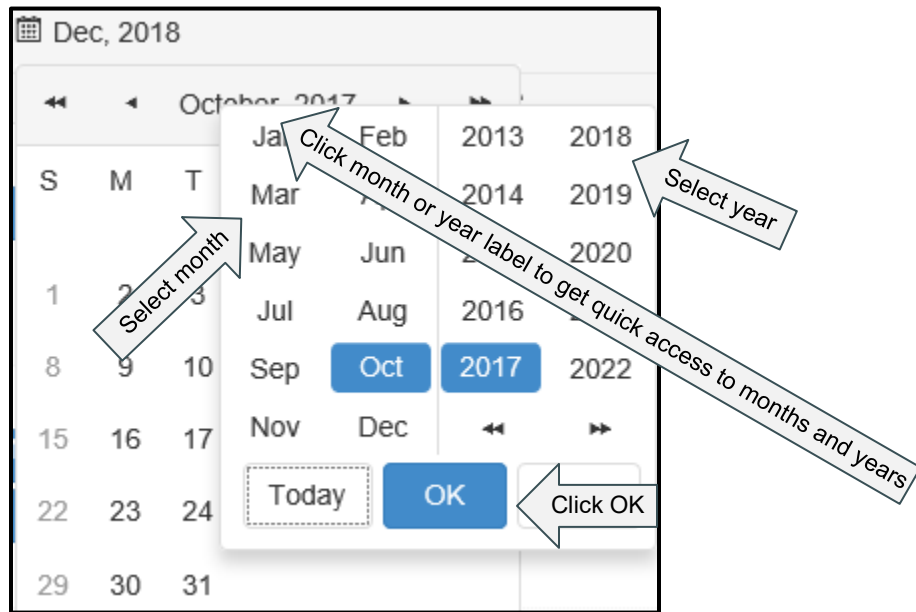 Dec, 2018
October 2017
Jan Feb 2013 2018
S M T
Mar 2014 2019
May Jun 2020
1 2 3
Jul Aug 2016
8 9 10
Sep Oct 2017 2022
Nov Dec
15 16 17
Today OK
22 23 24
29 30 31
Click month or year label to get quick access to months and years
Select year
Select month
Click OK